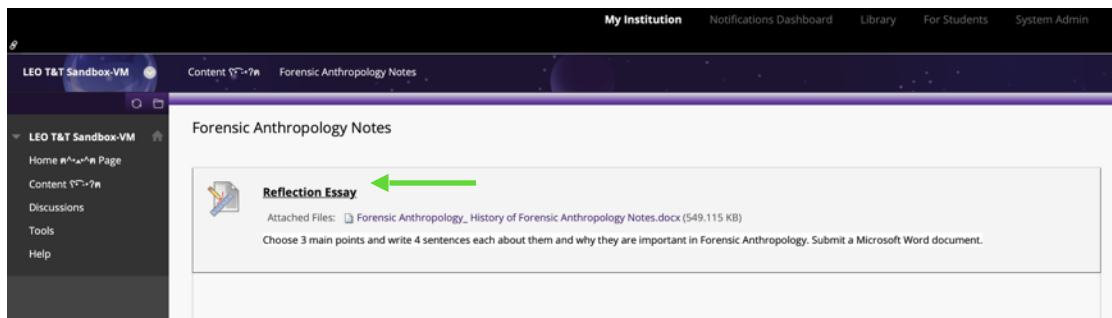 My Institution Notifications Dashboard Library For Students System Admin
LEO T&T Sandbox-VM Content Forensic Anthropology Notes
LEO T&T Sandbox-VM
Home Page
Content
Discussions
Tools
Help
Forensic Anthropology Notes
Reflection Essay
Attached Files: Forensic Anthropology_ History of Forensic Anthropology Notes.docx (549.115 KB)
Choose 3 main points and write 4 sentences each about them and why they are important in Forensic Anthropology. Submit a Microsoft Word document.